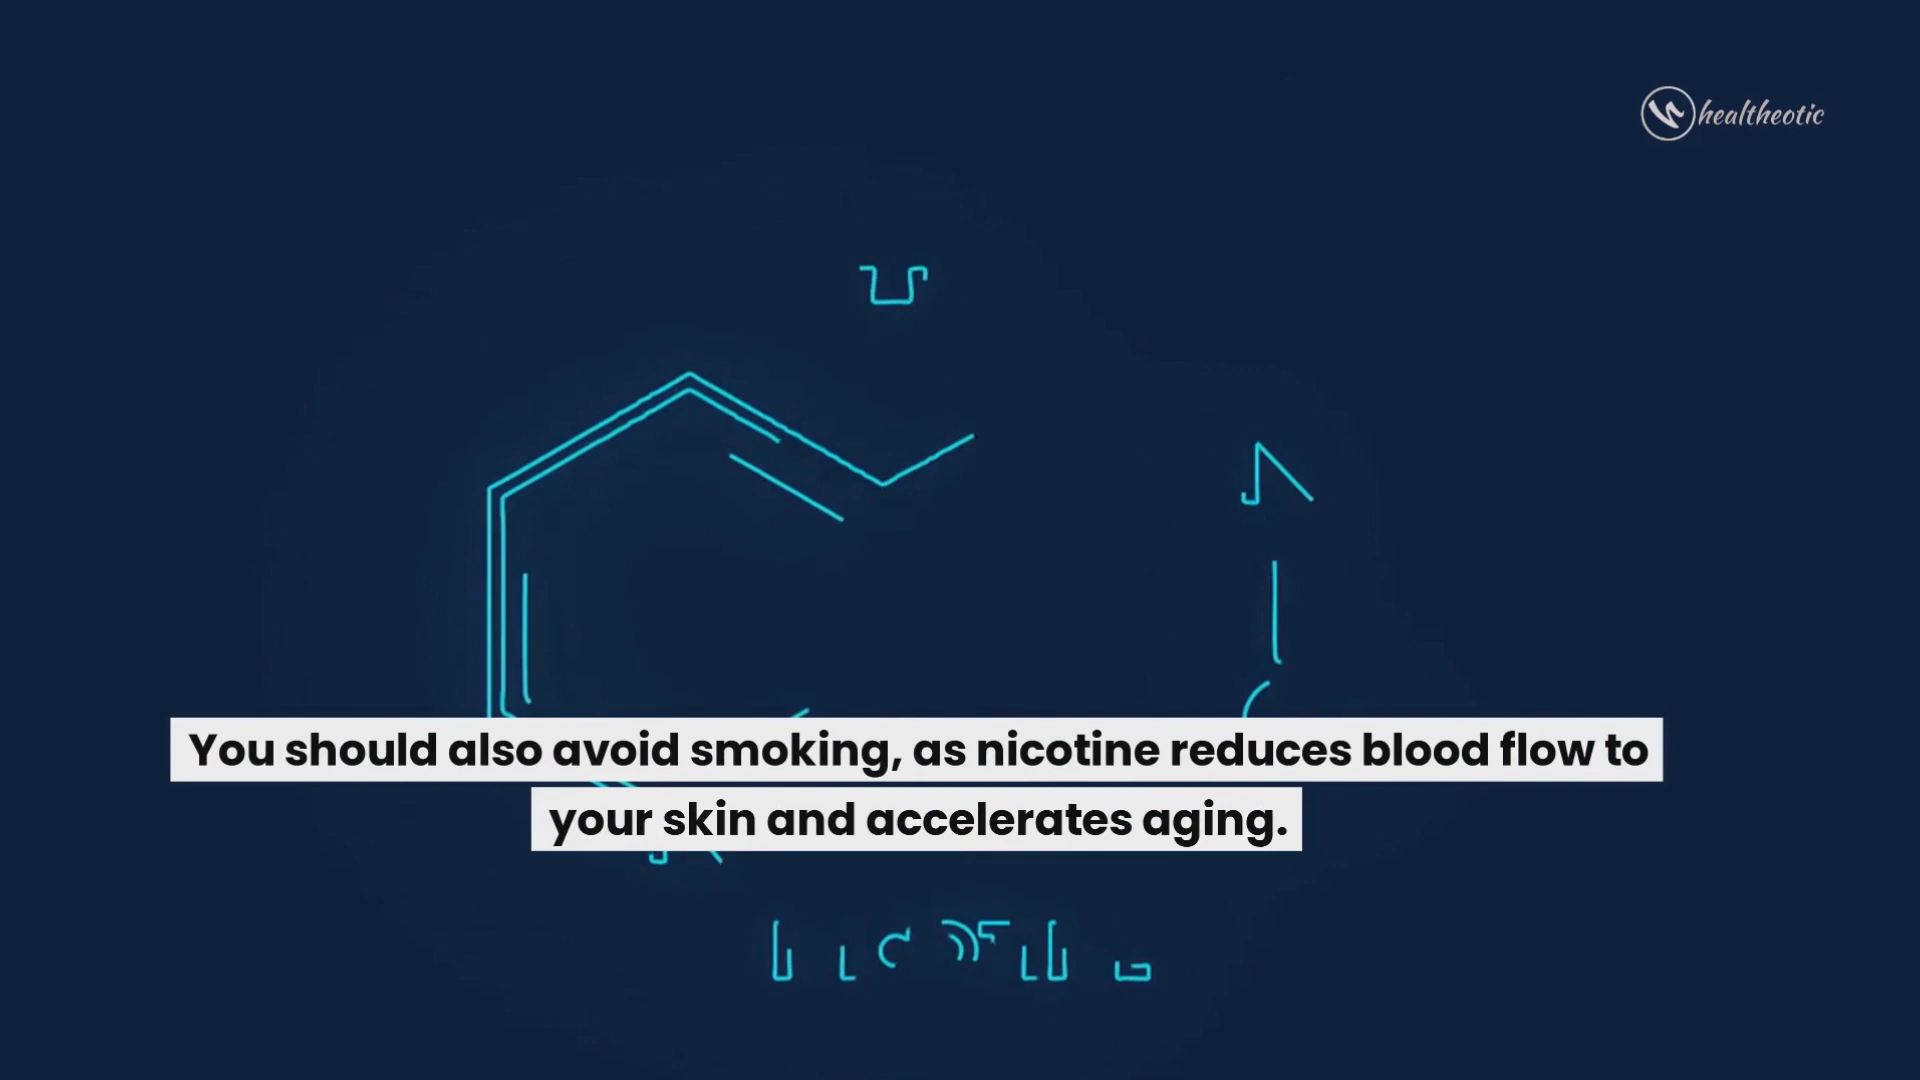 healtheotic
You should also avoid smoking, as nicotine reduces blood flow to
your skin and accelerates aging.